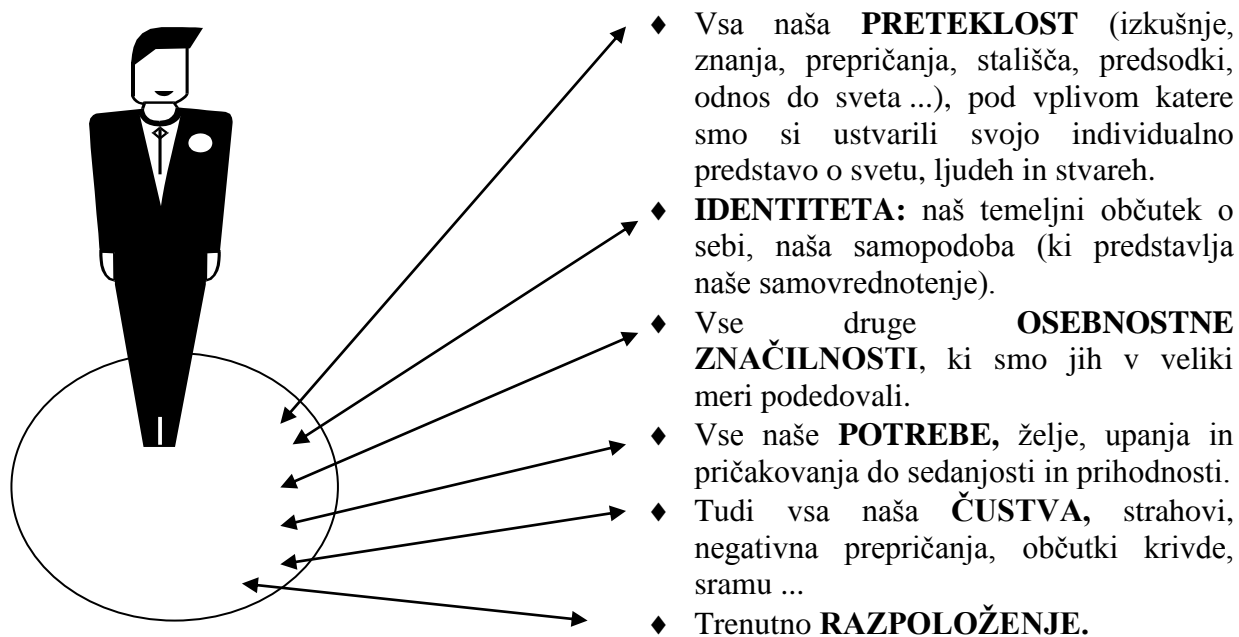 ♦ Vsa naša PRETEKLOST (izkušnje,
znanja, prepričanja, stališča, predsodki,
odnos do sveta ...), pod vplivom katere
smo si ustvarili svojo individualno
predstavo o svetu, ljudeh in stvareh.
♦ IDENTITETA: naš temeljni občutek o
sebi, naša samopodoba (ki predstavlja
naše samovrednotenje).
♦ Vse druge OSEBNOSTNE
ZNAČILNOSTI, ki smo jih v veliki
meri podedovali.
♦ Vse naše POTREBE, želje, upanja in
pričakovanja do sedanjosti in prihodnosti.
♦ Tudi vsa naša ČUSTVA, strahovi,
negativna prepričanja, občutki krivde,
sramu ...
♦ Trenutno RAZPOLOŽENJE.